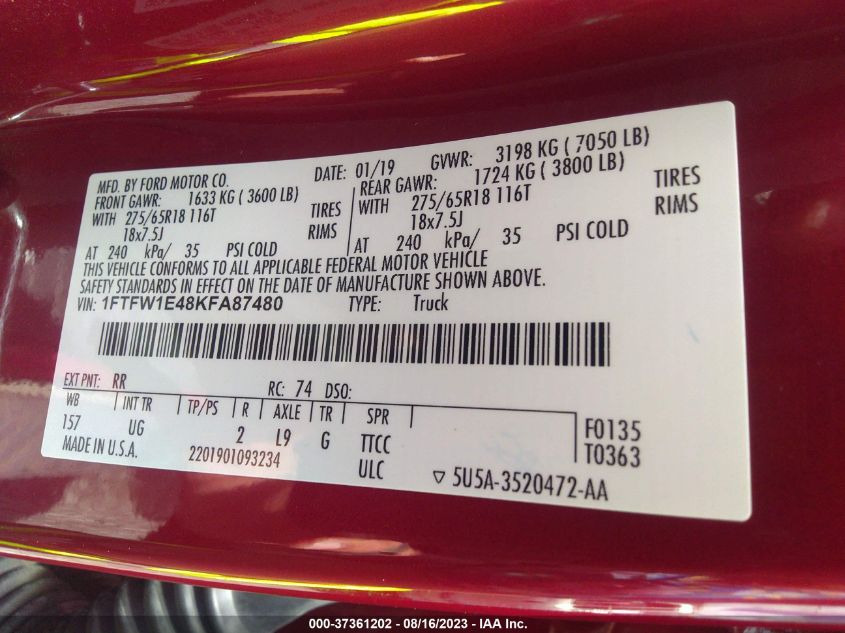 MFD. BY FORD MOTOR CO. DATE: 01/19 GVWR: 3198 KG ( 7050 LB)
FRONT GAWR: 1633 KG ( 3600 LB) REAR GAWR: 1724 KG ( 3800 LB)
WITH 275/65R18 116T TIRES WITH 275/65R18 116T TIRES
18x7.5J RIMS 18x7.5J RIMS
AT 240 kPa/ 35 PSI COLD AT 240 kPa/ 35 PSI COLD
THIS VEHICLE CONFORMS TO ALL APPLICABLE FEDERAL MOTOR VEHICLE
SAFETY STANDARDS IN EFFECT ON THE DATE OF MANUFACTURE SHOWN ABOVE.
VIN: 1FTFW1E48KFA87480 TYPE: Truck
EXT PNT: RR RC: 74 DSO:
WB INT TR TP/PS R AXLE TR SPR
157 UG 2 L9 G TTCC F0135
MADE IN U.S.A. 2201901093234 ULC T0363
▽ 5U5A-3520472-AA
000-37361202 - 08/16/2023 - IAA Inc.